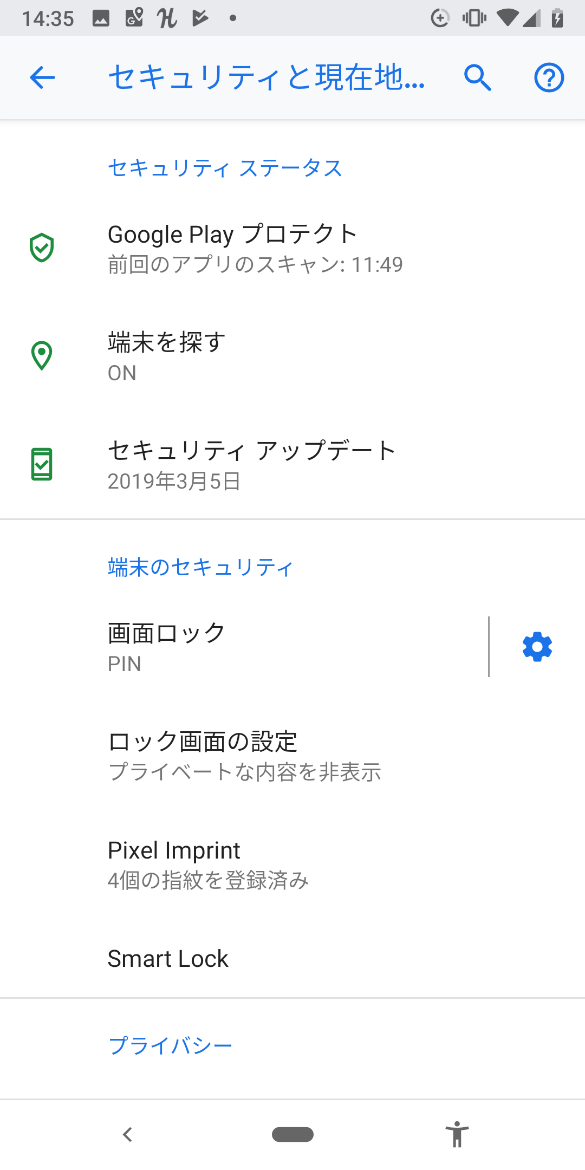 14:35
セキュリティと現在地...
セキュリティ ステータス
Google Play プロテクト
前回のアプリのスキャン: 11:49
端末を探す
ON
セキュリティ アップデート
2019年3月5日
端末のセキュリティ
画面ロック
PIN
ロック画面の設定
プライベートな内容を非表示
Pixel Imprint
4個の指紋を登録済み
Smart Lock
プライバシー